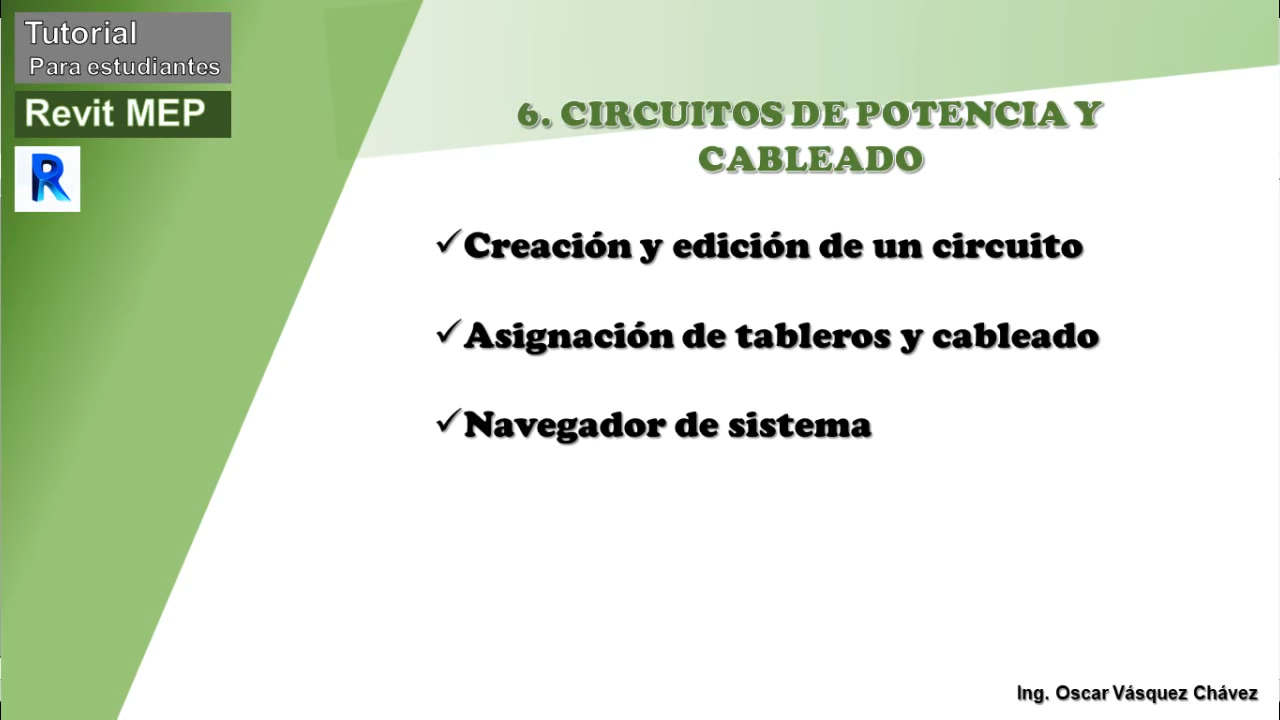 Tutorial
Para estudiantes
Revit MEP
R
6. CIRCUITOS DE POTENCIA Y
CABLEADO
✓Creación y edición de un circuito
✓Asignación de tableros y cableado
✓Navegador de sistema
Ing. Oscar Vásquez Chávez